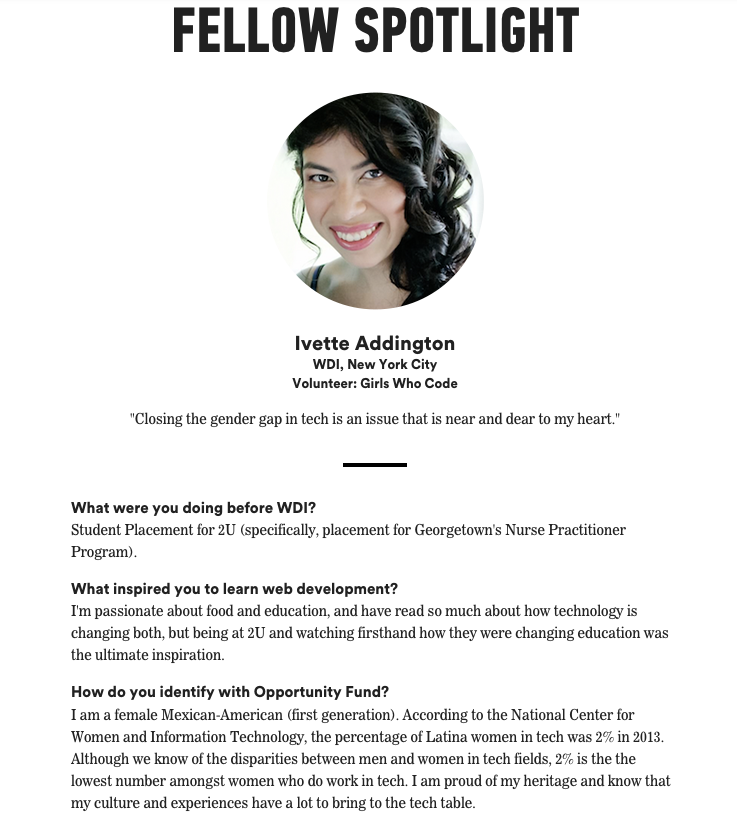 FELLOW SPOTLIGHT
Ivette Addington
WDI, New York City
Volunteer: Girls Who Code
"Closing the gender gap in tech is an issue that is near and dear to my heart."
What were you doing before WDI?
Student Placement for 2U (specifically, placement for Georgetown's Nurse Practitioner
Program).
What inspired you to learn web development?
I'm passionate about food and education, and have read so much about how technology is
changing both, but being at 2U and watching firsthand how they were changing education was
the ultimate inspiration.
How do you identify with Opportunity Fund?
I am a female Mexican-American (first generation). According to the National Center for
Women and Information Technology, the percentage of Latina women in tech was 2% in 2013.
Although we know of the disparities between men and women in tech fields, 2% is the the
lowest number amongst women who do work in tech. I am proud of my heritage and know that
my culture and experiences have a lot to bring to the tech table.